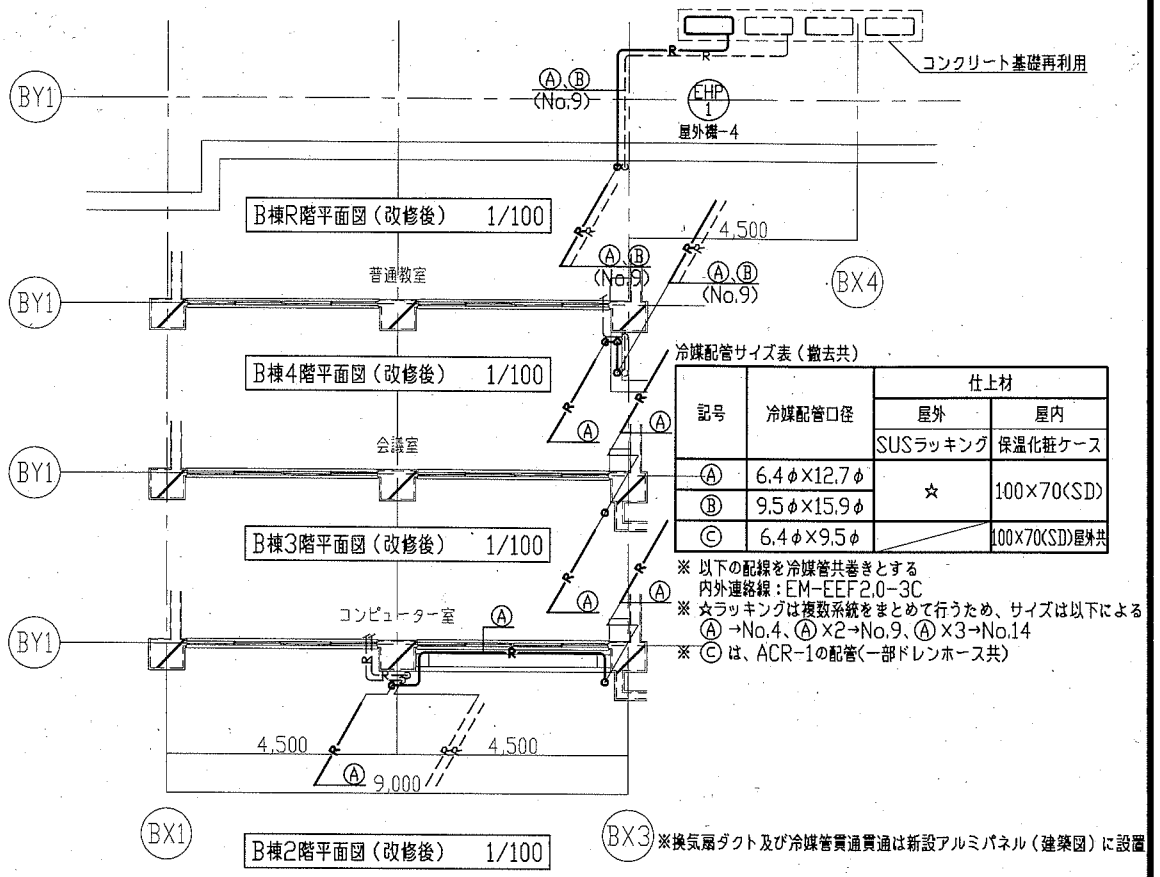 コンクリート基礎再利用
Ⓐ、Ⓑ
(No.9)
BY1
EHP
1
屋外機-4
R
R
B棟R階平面図(改修後) 1/100
R
R
R
R
4,500
Ⓐ、Ⓑ
(No.9)
Ⓐ、Ⓑ
(No.9)
BX4
普通教室
BY1
B棟4階平面図(改修後) 1/100
R
Ⓐ
R
Ⓐ
会議室
BY1
B棟3階平面図(改修後) 1/100
R
Ⓐ
R
Ⓐ
コンピューター室
Ⓐ
BY1
R
R
4,500
R
R
R
4,500
Ⓐ
9,000
BX1
BX3
B棟2階平面図(改修後) 1/100
冷媒配管サイズ表(撤去共)
記号 冷媒配管口径 仕上材
屋外 屋内
SUSラッキング 保温化粧ケース
Ⓐ 6.4φ×12.7φ ☆ 100×70(SD)
Ⓑ 9.5φ×15.9φ
Ⓒ 6.4φ×9.5φ 100×70(SD)屋外共
※ 以下の配線を冷媒管共巻きとする
内外連絡線：EM-EEF2.0-3C
※ ☆ラッキングは複数系統をまとめて行うため、サイズは以下による
Ⓐ→No.4、Ⓐ×2→No.9、Ⓐ×3→No.14
※ Ⓒは、ACR-1の配管(一部ドレンホース共)
※換気扇ダクト及び冷媒管貫通貫通は新設アルミパネル(建築図)に設置